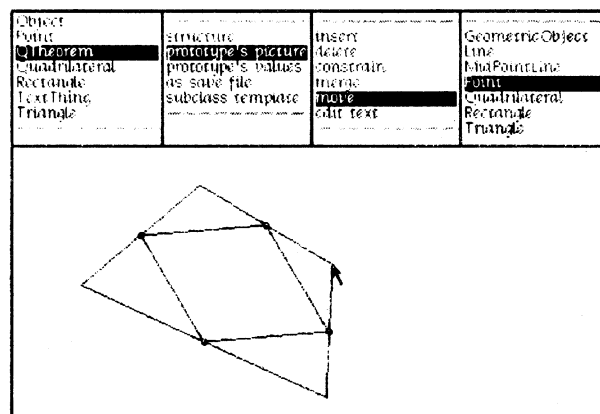 Object
Point
QTheorem
Quadrilateral
Rectangle
TextThing
Triangle
structure
prototype's picture
prototype's values
as save file
subclass template
insert
delete
constrain
merge
move
edit text
GeometricObject
Line
MidPointLine
Point
Quadrilateral
Rectangle
Triangle